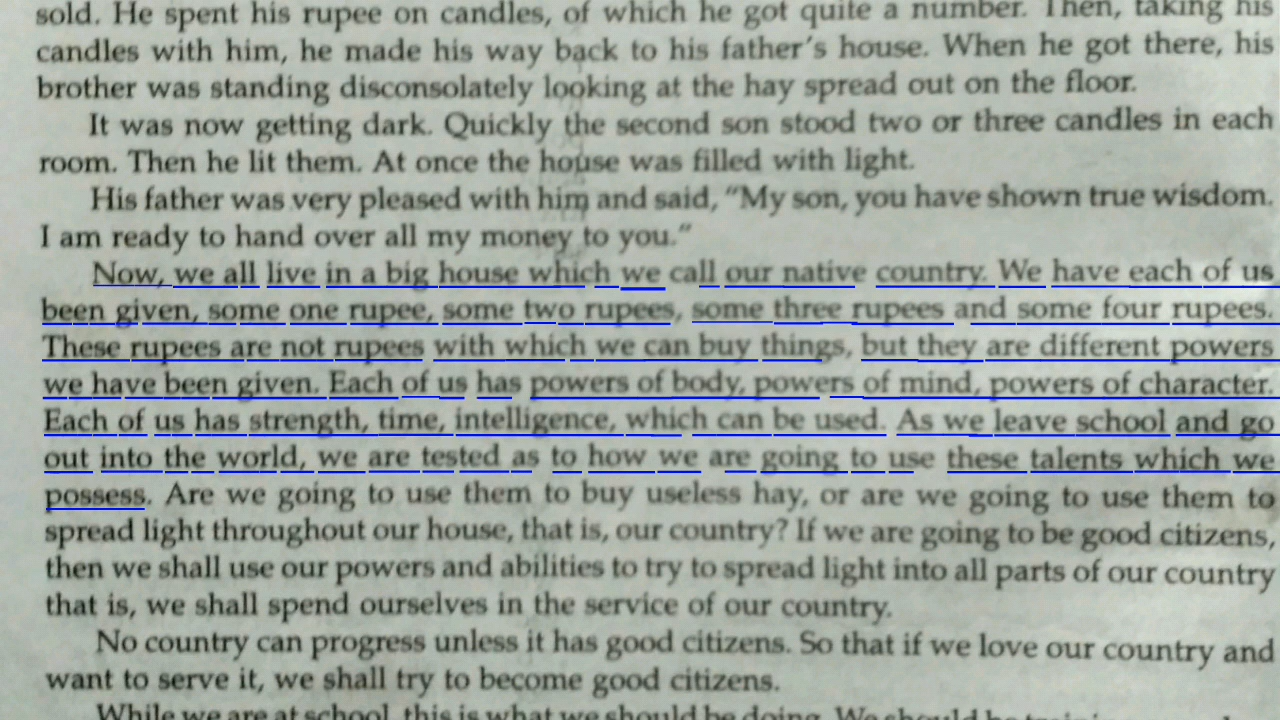 sold. He spent his rupee on candles, of which he got quite a number. Then, taking his
candles with him, he made his way back to his father's house. When he got there, his
brother was standing disconsolately looking at the hay spread out on the floor.
It was now getting dark. Quickly the second son stood two or three candles in each
room. Then he lit them. At once the house was filled with light.
His father was very pleased with him and said, "My son, you have shown true wisdom.
I am ready to hand over all my money to you."
Now, we all live in a big house which we call our native country. We have each of us
been given, some one rupee, some two rupees, some three rupees and some four rupees.
These rupees are not rupees with which we can buy things, but they are different powers
we have been given. Each of us has powers of body, powers of mind, powers of character.
Each of us has strength, time, intelligence, which can be used. As we leave school and go
out into the world, we are tested as to how we are going to use these talents which we
possess. Are we going to use them to buy useless hay, or are we going to use them to
spread light throughout our house, that is, our country? If we are going to be good citizens,
then we shall use our powers and abilities to try to spread light into all parts of our country
that is, we shall spend ourselves in the service of our country.
No country can progress unless it has good citizens. So that if we love our country and
want to serve it, we shall try to become good citizens.
While we are at school, this is what we should be doing. We should be